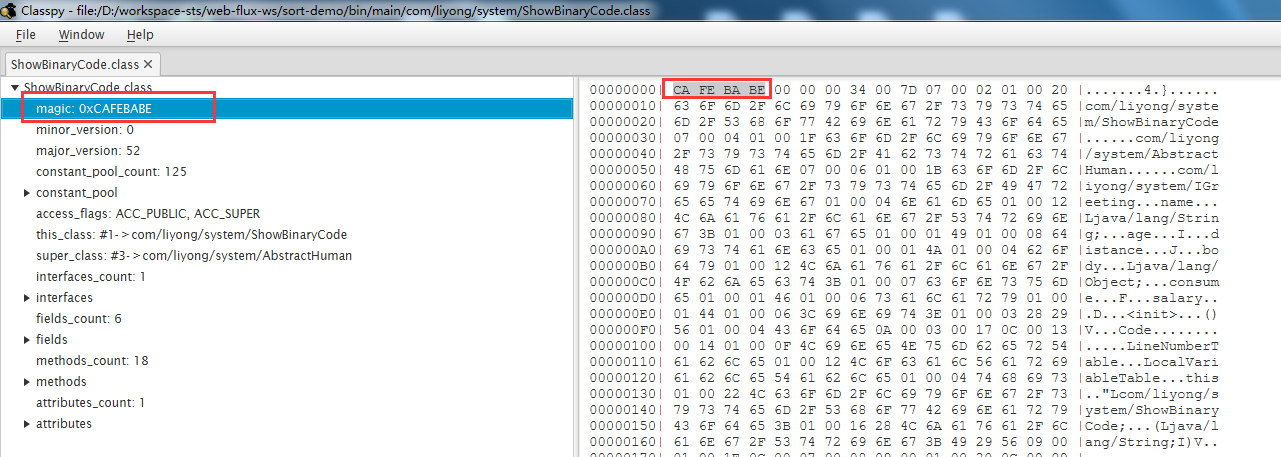 Classpy - file:/D:/workspace-sts/web-flux-ws/sort-demo/bin/main/com/liyong/system/ShowBinaryCode.class
File Window Help
ShowBinaryCode.class ✕
ShowBinaryCode.class
magic: 0xCAFEBABE
minor_version: 0
major_version: 52
constant_pool_count: 125
constant_pool
access_flags: ACC_PUBLIC, ACC_SUPER
this_class: #1->com/liyong/system/ShowBinaryCode
super_class: #3->com/liyong/system/AbstractHuman
interfaces_count: 1
interfaces
fields_count: 6
fields
methods_count: 18
methods
attributes_count: 1
attributes
00000000| CA FE BA BE 00 00 00 34 00 7D 07 00 02 01 00 20 |.......4.}......
00000010| 63 6F 6D 2F 6C 69 79 6F 6E 67 2F 73 79 73 74 65 |com/liyong/syste
00000020| 6D 2F 53 68 6F 77 42 69 6E 61 72 79 43 6F 64 65 |m/ShowBinaryCode
00000030| 07 00 04 01 00 1F 63 6F 6D 2F 6C 69 79 6F 6E 67 |......com/liyong
00000040| 2F 73 79 73 74 65 6D 2F 41 62 73 74 72 61 63 74 |/system/Abstract
00000050| 48 75 6D 61 6E 07 00 06 01 00 1B 63 6F 6D 2F 6C |Human......com/l
00000060| 69 79 6F 6E 67 2F 73 79 73 74 65 6D 2F 49 47 72 |iyong/system/IGr
00000070| 65 65 74 69 6E 67 01 00 04 6E 61 6D 65 01 00 12 |eeting...name...
00000080| 4C 6A 61 76 61 2F 6C 61 6E 67 2F 53 74 72 69 6E |Ljava/lang/Strin
00000090| 67 3B 01 00 03 61 67 65 01 00 01 49 01 00 08 64 |g;...age...I...d
000000A0| 69 73 74 61 6E 63 65 01 00 01 4A 01 00 04 62 6F |istance...J...bo
000000B0| 64 79 01 00 12 4C 6A 61 76 61 2F 6C 61 6E 67 2F |dy...Ljava/lang/
000000C0| 4F 62 6A 65 63 74 3B 01 00 07 63 6F 6E 73 75 6D |Object;...consum
000000D0| 65 01 00 01 46 01 00 06 73 61 6C 61 72 79 01 00 |e...F...salary..
000000E0| 01 44 01 00 06 3C 69 6E 69 74 3E 01 00 03 28 29 |.D...<init>...()
000000F0| 56 01 00 04 43 6F 64 65 0A 00 03 00 17 0C 00 13 |V...Code........
00000100| 00 14 01 00 0F 4C 69 6E 65 4E 75 6D 62 65 72 54 |.....LineNumberT
00000110| 61 62 6C 65 01 00 12 4C 6F 63 61 6C 56 61 72 69 |able...LocalVari
00000120| 61 62 6C 65 54 61 62 6C 65 01 00 04 74 68 69 73 |ableTable...this
00000130| 01 00 22 4C 63 6F 6D 2F 6C 69 79 6F 6E 67 2F 73 |.."Lcom/liyong/s
00000140| 79 73 74 65 6D 2F 53 68 6F 77 42 69 6E 61 72 79 |ystem/ShowBinary
00000150| 43 6F 64 65 3B 01 00 16 28 4C 6A 61 76 61 2F 6C |Code;...(Ljava/l
00000160| 61 6E 67 2F 53 74 72 69 6E 67 3B 49 29 56 09 00 |ang/String;I)V..